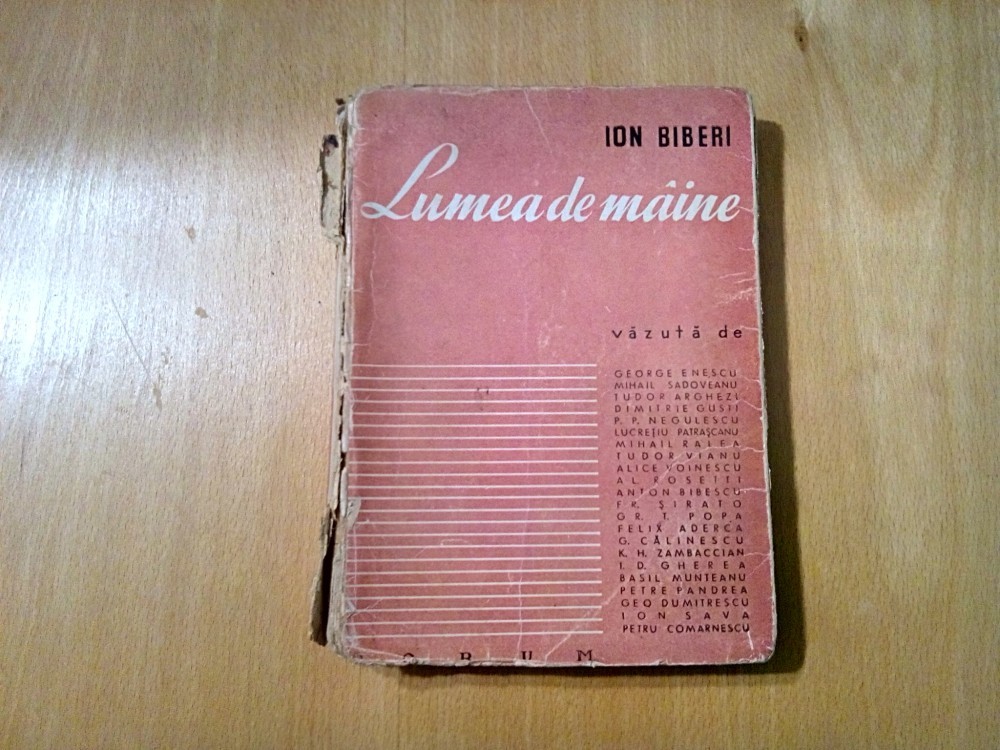 ION BIBERI
Lumea de mâine
văzută de
GEORGE ENESCU
MIHAIL SADOVEANU
TUDOR ARGHEZI
DIMITRIE GUSTI
P. P. NEGULESCU
LUCREȚIU PATRAȘCANU
MIHAIL RALEA
TUDOR VIANU
ALICE VOINESCU
AL ROSETTI
ANTON BIBESCU
FR. ȘIRATO
GR. T. POPA
FELIX ADERCA
G. CĂLINESCU
K. H. ZAMBACCIAN
I. D. GHEREA
BASIL MUNTEANU
PETRE PANDREA
GEO DUMITRESCU
ION SAVA
PETRU COMARNESCU